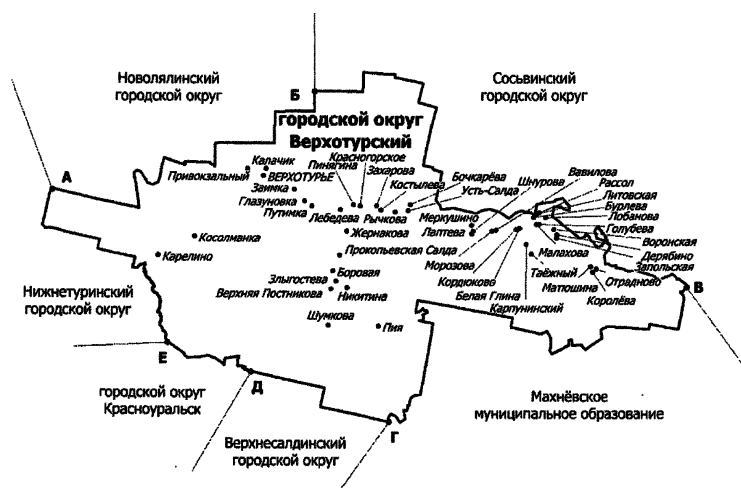 Новолялинский
городской округ
Сосьвинский
городской округ
Б
городской округ
Верхотурский
Красногорское
Калачик
Пинягина
Захарова
Привокзальный
ВЕРХОТУРЬЕ
Костылева
Бочкарёва
Вавилова
Шнурова
Рассол
А
Заимка
Усть-Салда
Литовская
Глазуновка
Бурлева
Путимка
Лебедева
Рычкова
Меркушино
Лобанова
Жернакова
Лаптева
Голубева
Косолманка
Воронская
Прокопьевская Салда
Малахова
Дерябино
Карелино
Морозова
Запольская
Боровая
Кордюково
Таёжный
Отрадново
Злыгостева
В
Нижнетуринский
городской округ
Верхняя Постникова
Никитина
Белая Глина
Матюшина
Карпунинский
Королёва
Шумкова
Пия
Е
Д
городской округ
Красноуральск
Махнёвское
муниципальное образование
Г
Верхнесалдинский
городской округ